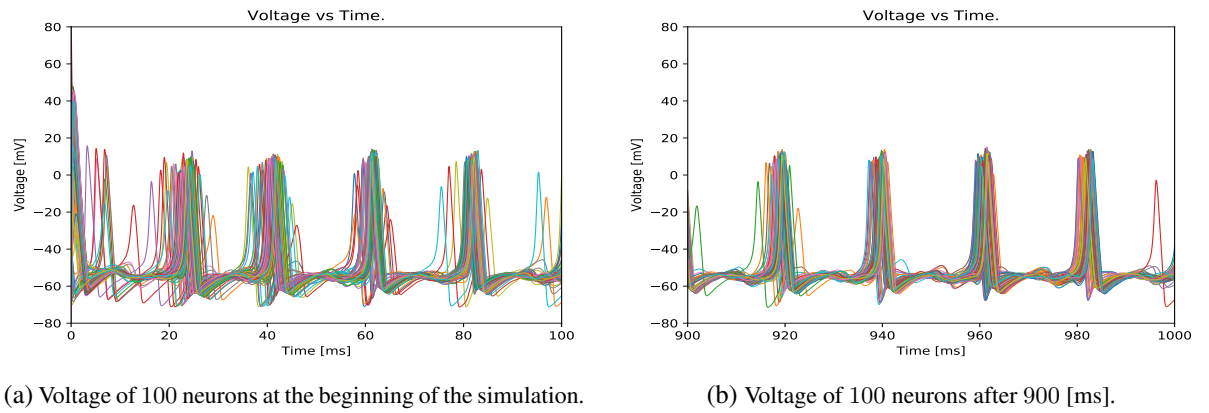 Voltage vs Time.
80
60
40
20
0
−20
−40
−60
−80
Voltage [mV]
0 20 40 60 80 100
Time [ms]
Voltage vs Time.
80
60
40
20
0
−20
−40
−60
−80
Voltage [mV]
900 920 940 960 980 1000
Time [ms]
(a) Voltage of 100 neurons at the beginning of the simulation.
(b) Voltage of 100 neurons after 900 [ms].